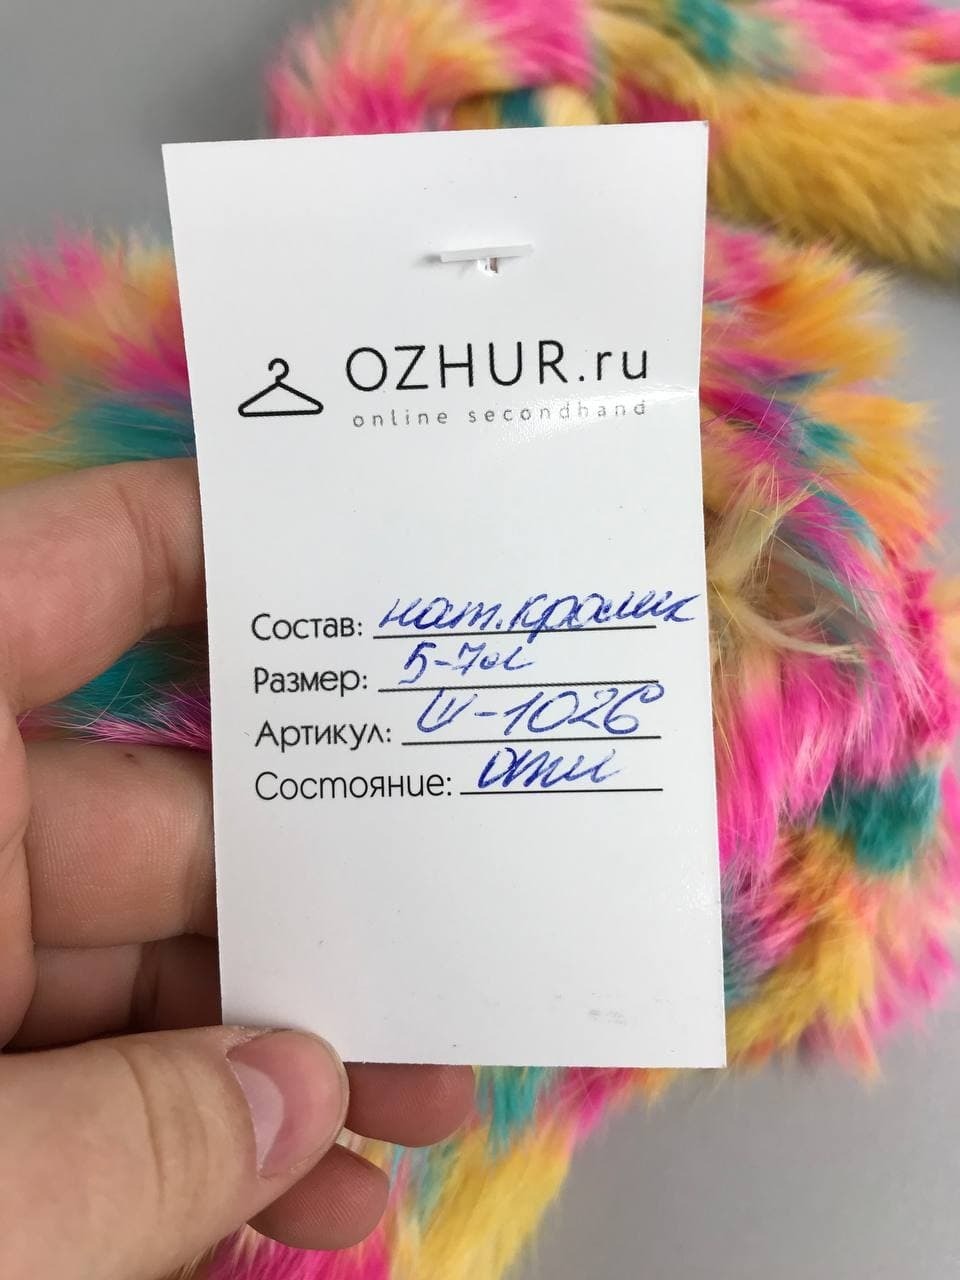 OZHUR.ru
online secondhand
Состав: нат. кролик
Размер: 5-7л
Артикул: Ш-1026
Состояние: отл